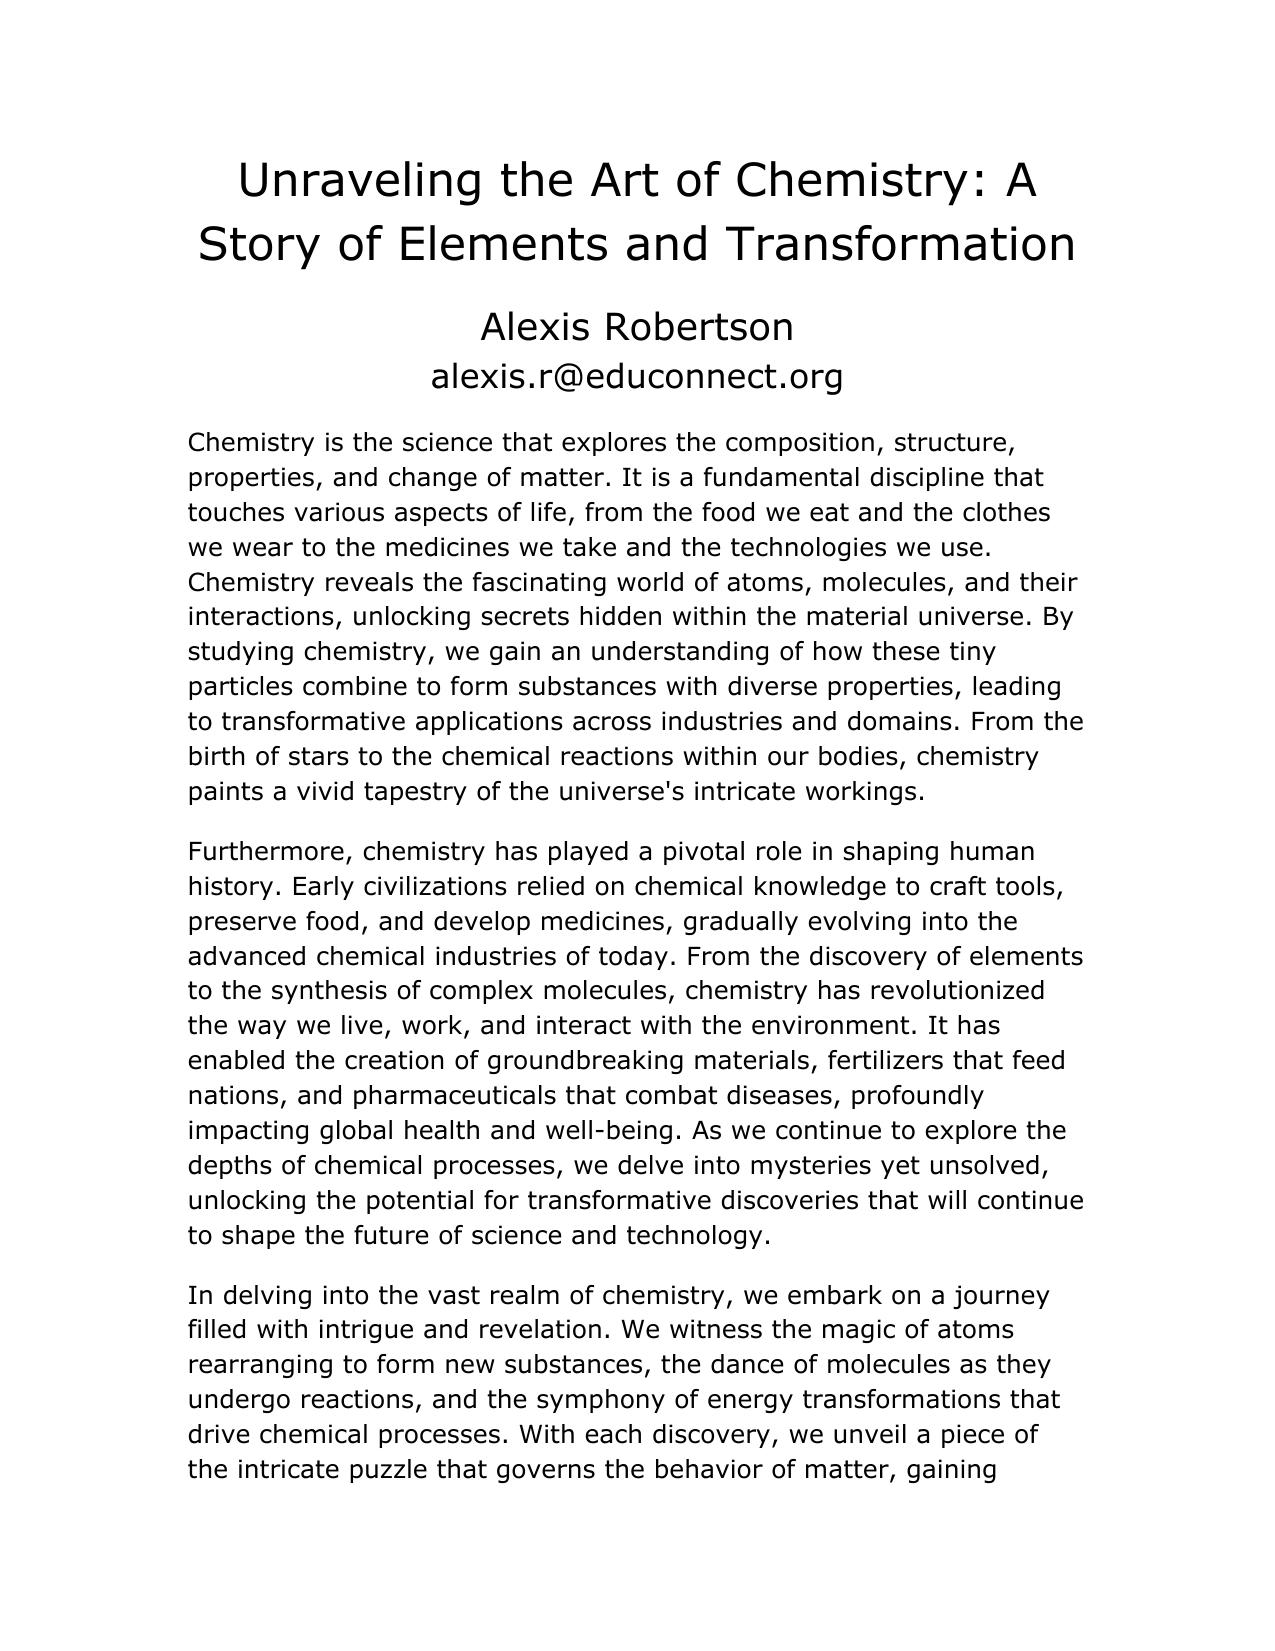 Unraveling the Art of Chemistry: A
Story of Elements and Transformation
Alexis Robertson
alexis.r@educonnect.org
Chemistry is the science that explores the composition, structure,
properties, and change of matter. It is a fundamental discipline that
touches various aspects of life, from the food we eat and the clothes
we wear to the medicines we take and the technologies we use.
Chemistry reveals the fascinating world of atoms, molecules, and their
interactions, unlocking secrets hidden within the material universe. By
studying chemistry, we gain an understanding of how these tiny
particles combine to form substances with diverse properties, leading
to transformative applications across industries and domains. From the
birth of stars to the chemical reactions within our bodies, chemistry
paints a vivid tapestry of the universe's intricate workings.
Furthermore, chemistry has played a pivotal role in shaping human
history. Early civilizations relied on chemical knowledge to craft tools,
preserve food, and develop medicines, gradually evolving into the
advanced chemical industries of today. From the discovery of elements
to the synthesis of complex molecules, chemistry has revolutionized
the way we live, work, and interact with the environment. It has
enabled the creation of groundbreaking materials, fertilizers that feed
nations, and pharmaceuticals that combat diseases, profoundly
impacting global health and well-being. As we continue to explore the
depths of chemical processes, we delve into mysteries yet unsolved,
unlocking the potential for transformative discoveries that will continue
to shape the future of science and technology.
In delving into the vast realm of chemistry, we embark on a journey
filled with intrigue and revelation. We witness the magic of atoms
rearranging to form new substances, the dance of molecules as they
undergo reactions, and the symphony of energy transformations that
drive chemical processes. With each discovery, we unveil a piece of
the intricate puzzle that governs the behavior of matter, gaining